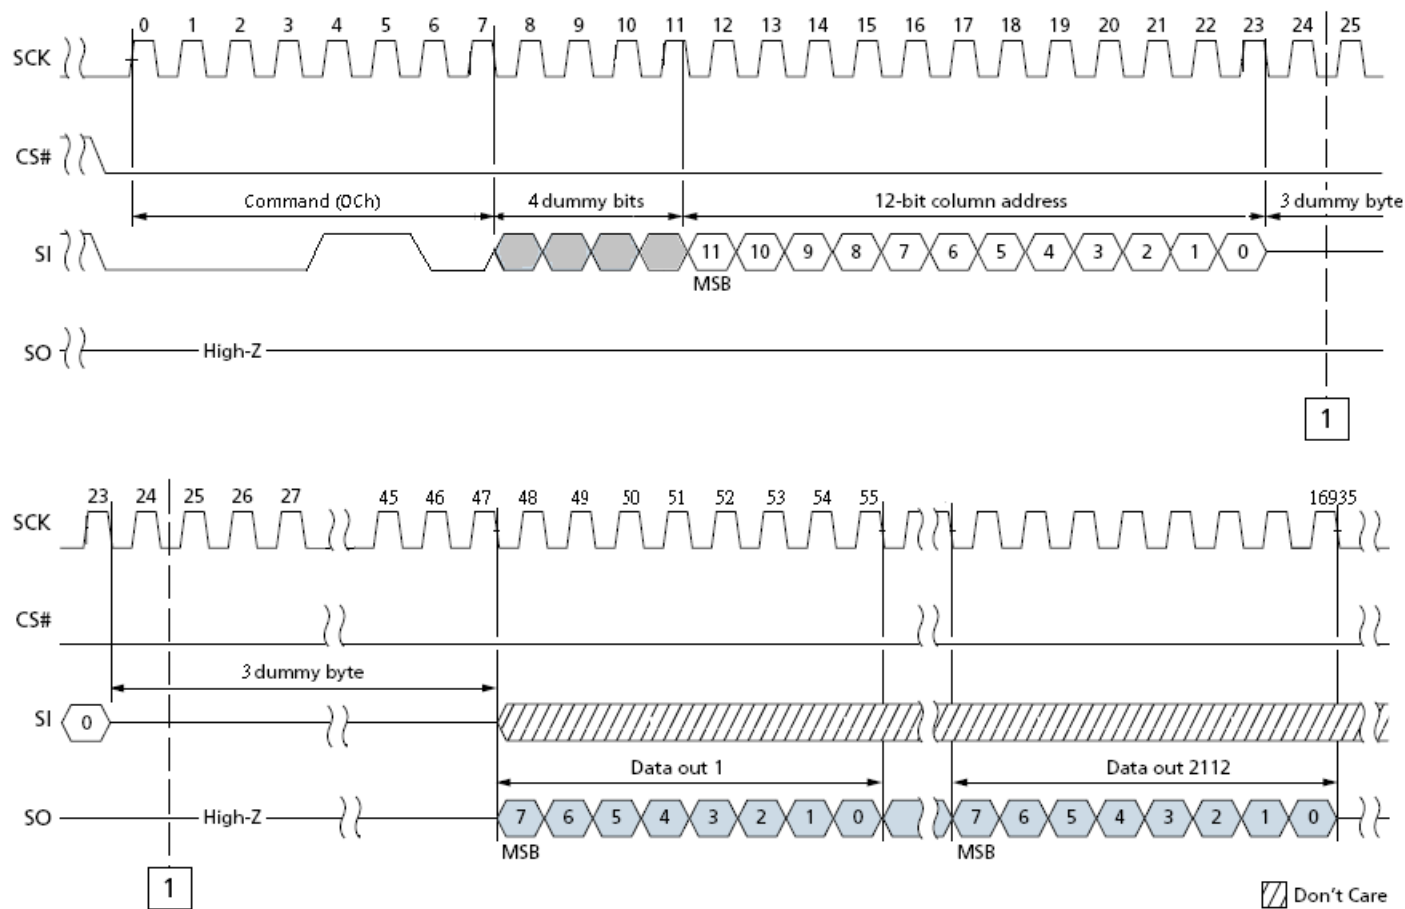 0 1 2 3 4 5 6 7 8 9 10 11 12 13 14 15 16 17 18 19 20 21 22 23 24 25
SCK
CS#
Command (0Ch) 4 dummy bits 12-bit column address 3 dummy byte
SI 11 10 9 8 7 6 5 4 3 2 1 0
MSB
SO High-Z
1
23 24 25 26 27 45 46 47 48 49 50 51 52 53 54 55 16935
SCK
CS#
3 dummy byte
SI 0
Data out 1 Data out 2112
SO High-Z 7 6 5 4 3 2 1 0 7 6 5 4 3 2 1 0
MSB MSB
1
Don't Care